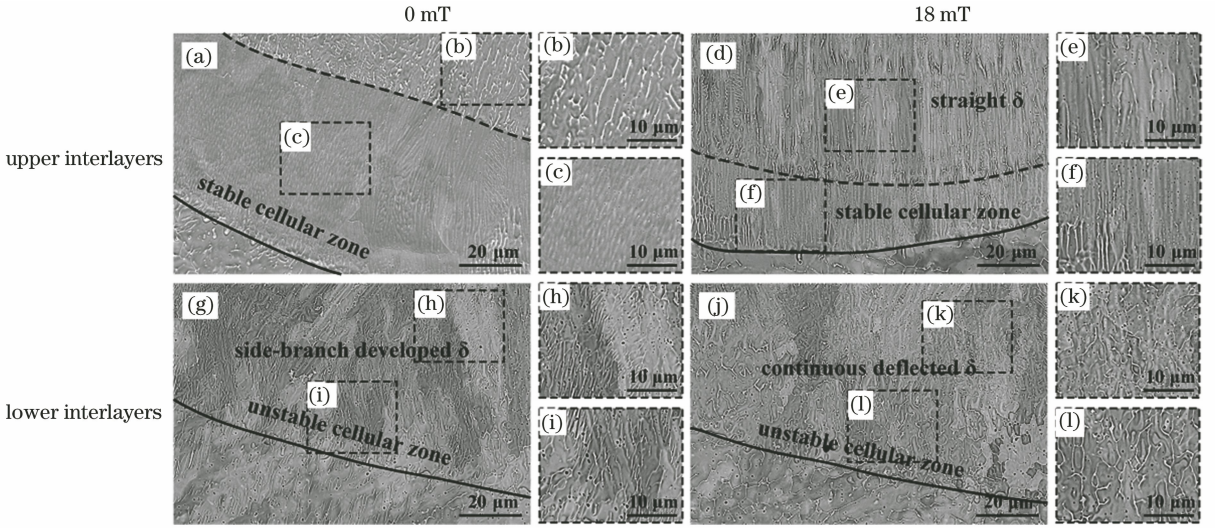 0 mT
18 mT
upper interlayers
lower interlayers
(a)
(b)
(c)
stable cellular zone
20 μm
(b)
10 μm
(c)
10 μm
(d)
(e)
straight δ
(f)
stable cellular zone
20 μm
(e)
10 μm
(f)
10 μm
(g)
(h)
side-branch developed δ
(i)
unstable cellular zone
20 μm
(h)
10 μm
(i)
10 μm
(j)
(k)
continuous deflected δ
(l)
unstable cellular zone
20 μm
(k)
10 μm
(l)
10 μm